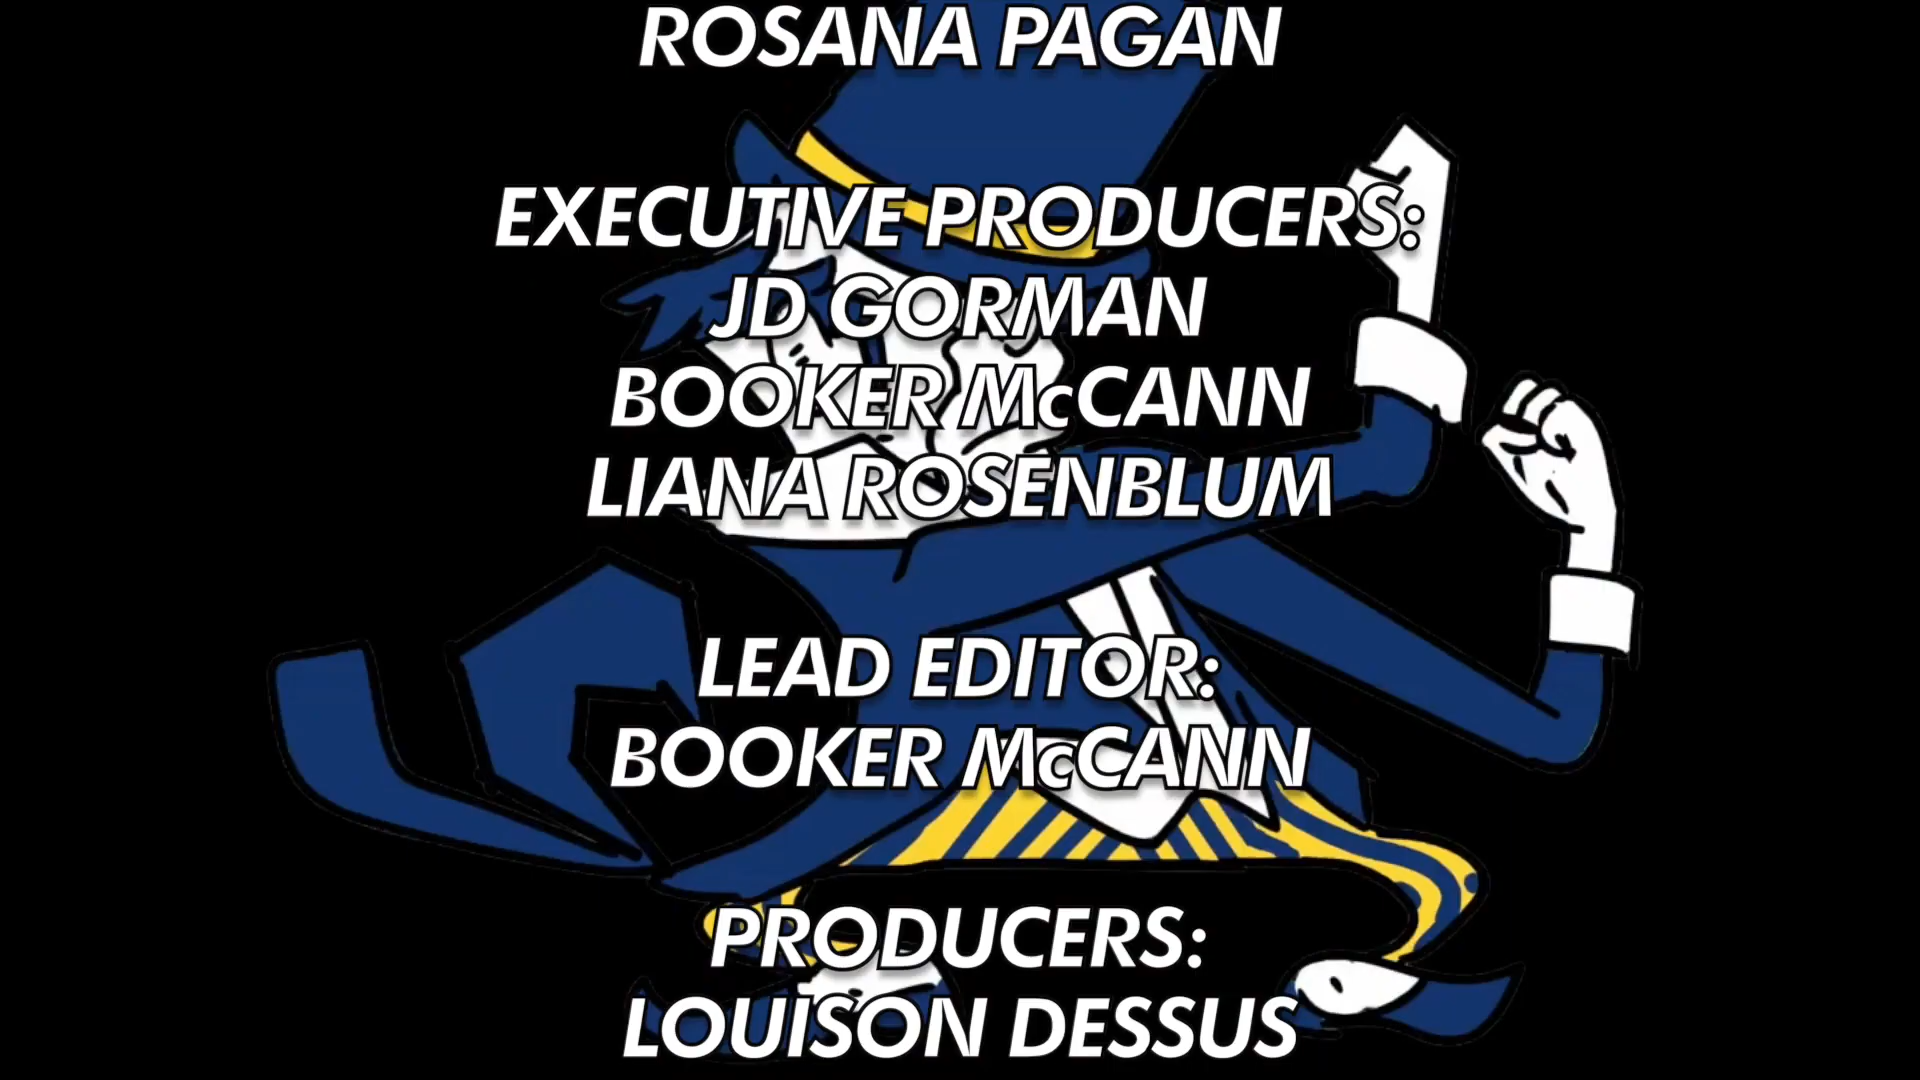 ROSANA PAGAN
EXECUTIVE PRODUCERS:
JD GORMAN
BOOKER McCANN
LIANA ROSENBLUM
LEAD EDITOR:
BOOKER McCANN
PRODUCERS:
LOUISON DESSUS